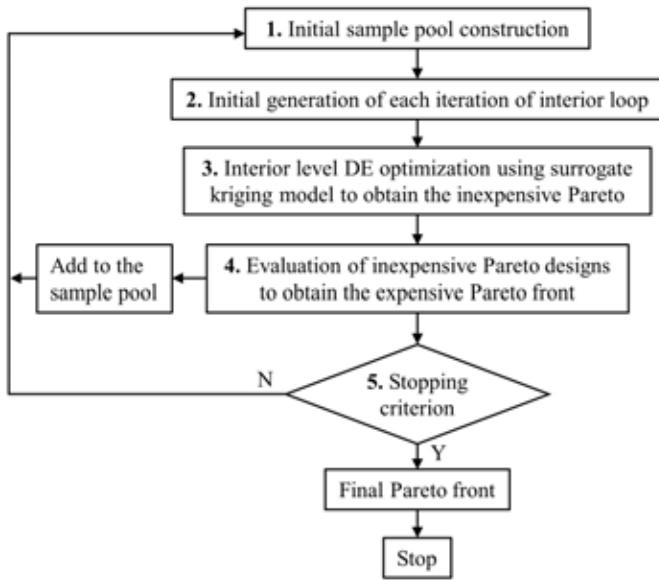 1. Initial sample pool construction
2. Initial generation of each iteration of interior loop
3. Interior level DE optimization using surrogate
kriging model to obtain the inexpensive Pareto
Add to the
sample pool
4. Evaluation of inexpensive Pareto designs
to obtain the expensive Pareto front
N
5. Stopping
criterion
Y
Final Pareto front
Stop